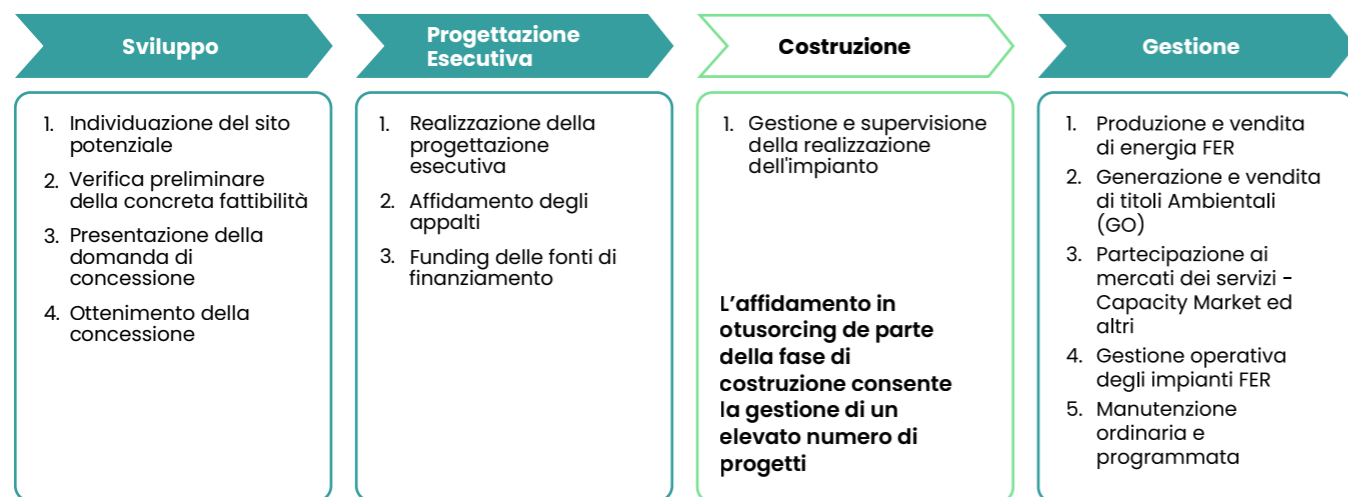 Sviluppo
1. Individuazione del sito
potenziale
2. Verifica preliminare
della concreta fattibilità
3. Presentazione della
domanda di
concessione
4. Ottenimento della
concessione
Progettazione
Esecutiva
1. Realizzazione della
progettazione
esecutiva
2. Affidamento degli
appalti
3. Funding delle fonti di
finanziamento
Costruzione
1. Gestione e supervisione
della realizzazione
dell'impianto
L’affidamento in
otusorcing de parte
della fase di
costruzione consente
la gestione di un
elevato numero di
progetti
Gestione
1. Produzione e vendita
di energia FER
2. Generazione e vendita
di titoli Ambientali
(GO)
3. Partecipazione ai
mercati dei servizi -
Capacity Market ed
altri
4. Gestione operativa
degli impianti FER
5. Manutenzione
ordinaria e
programmata